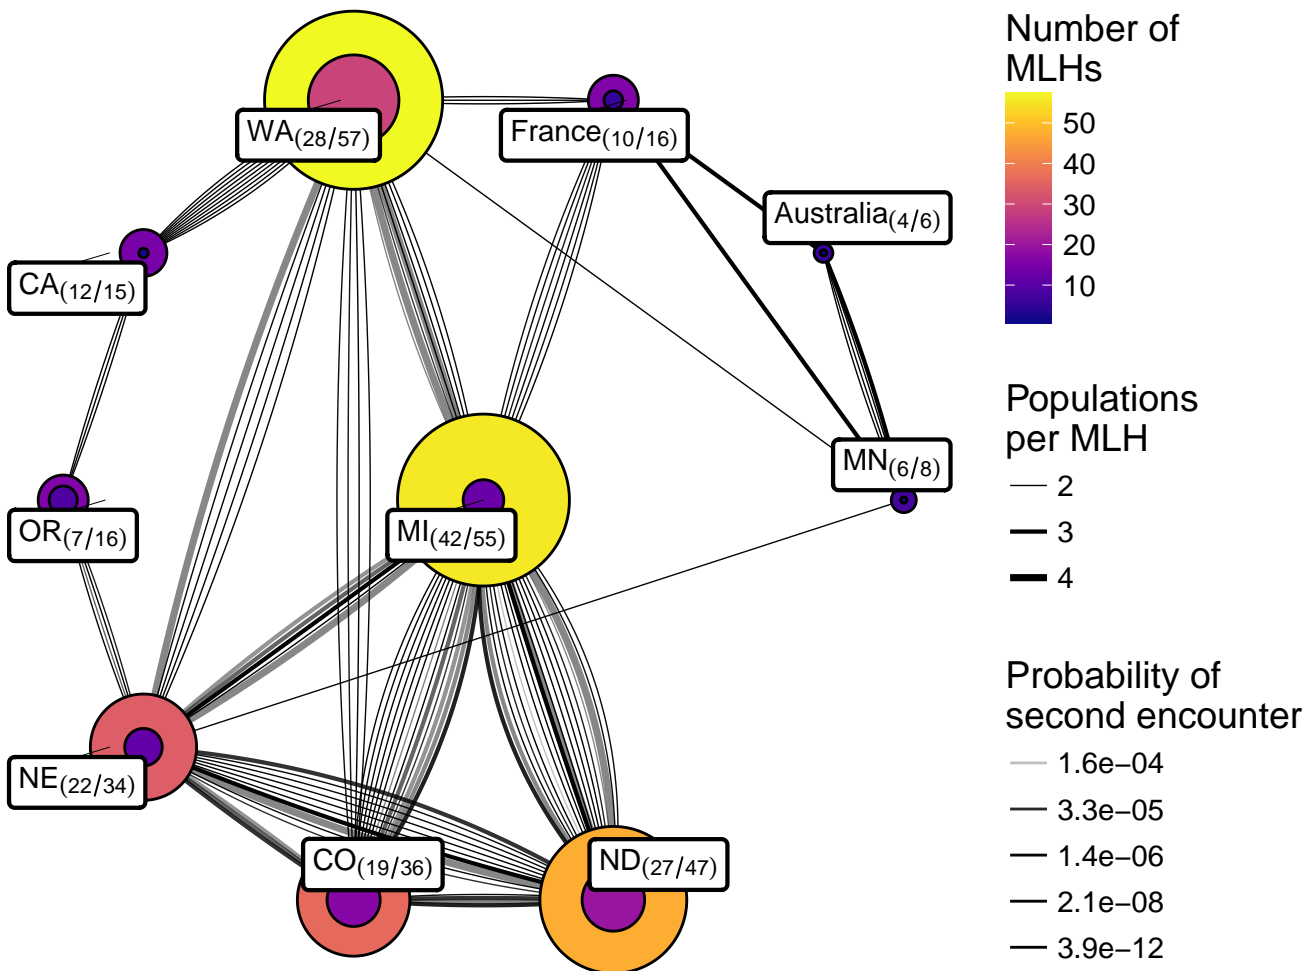 WA(28/57)
France(10/16)
Australia(4/6)
CA(12/15)
MN(6/8)
OR(7/16)
MI(42/55)
NE(22/34)
CO(19/36)
ND(27/47)
Number of
MLHs
50
40
30
20
10
Populations
per MLH
2
3
4
Probability of
second encounter
1.6e−04
3.3e−05
1.4e−06
2.1e−08
3.9e−12